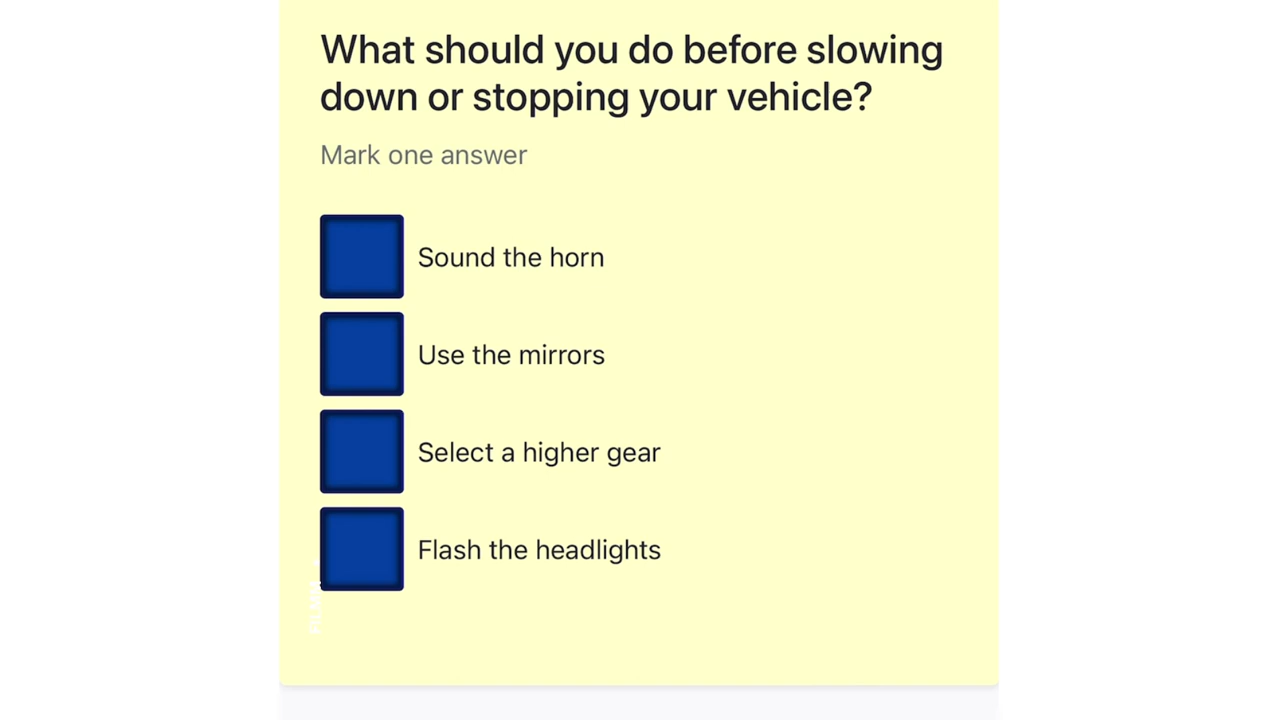 What should you do before slowing
down or stopping your vehicle?
Mark one answer
Sound the horn
Use the mirrors
Select a higher gear
Flash the headlights